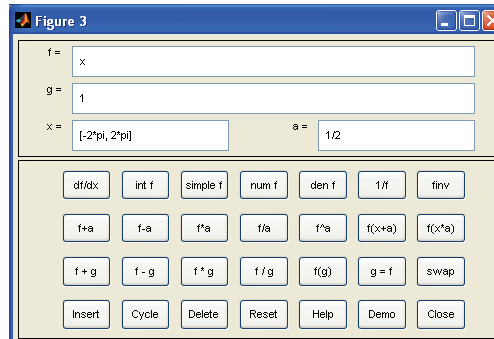 Figure 3
f = x
g = 1
x = [-2*pi, 2*pi] a = 1/2
df/dx int f simple f num f den f 1/f finv
f+a f-a f*a f/a f^a f(x+a) f(x*a)
f + g f - g f * g f / g f(g) g = f swap
Insert Cycle Delete Reset Help Demo Close